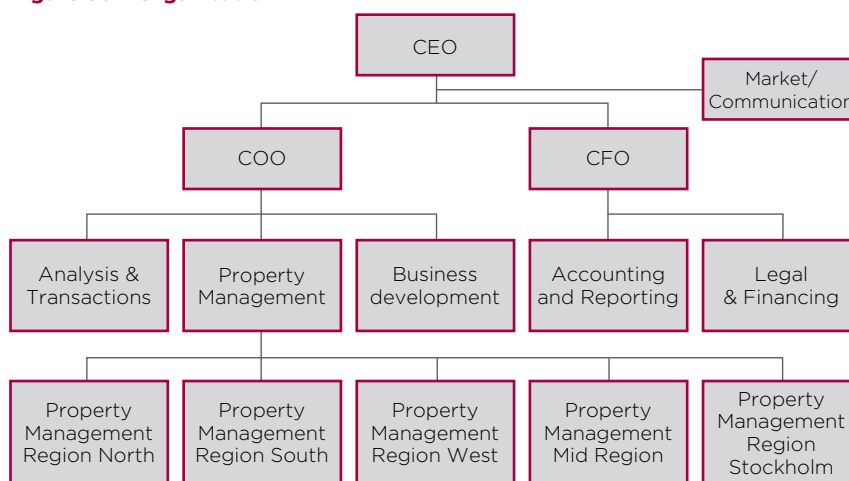 CEO
Market/
Communication
COO
CFO
Analysis &
Transactions
Property
Management
Business
development
Accounting
and Reporting
Legal
& Financing
Property
Management
Region North
Property
Management
Region South
Property
Management
Region West
Property
Management
Mid Region
Property
Management
Region
Stockholm